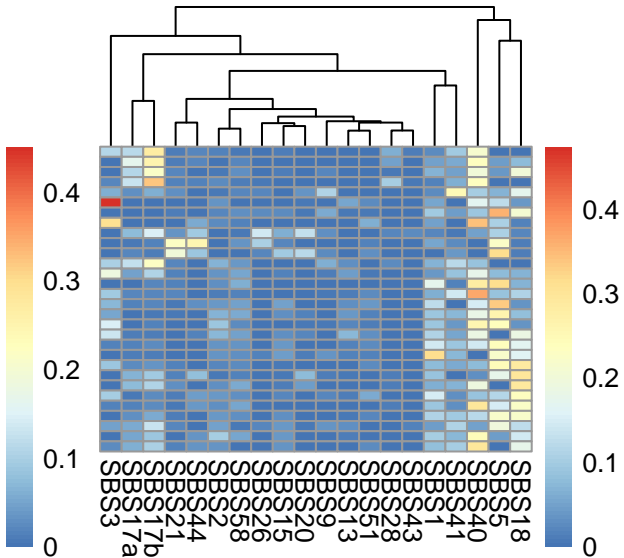 0.4
0.3
0.2
0.1
0
0.4
0.3
0.2
0.1
0
SBS3
SBS17a
SBS17b
SBS21
SBS44
SBS2
SBS58
SBS26
SBS15
SBS20
SBS9
SBS13
SBS51
SBS28
SBS43
SBS1
SBS41
SBS40
SBS5
SBS18